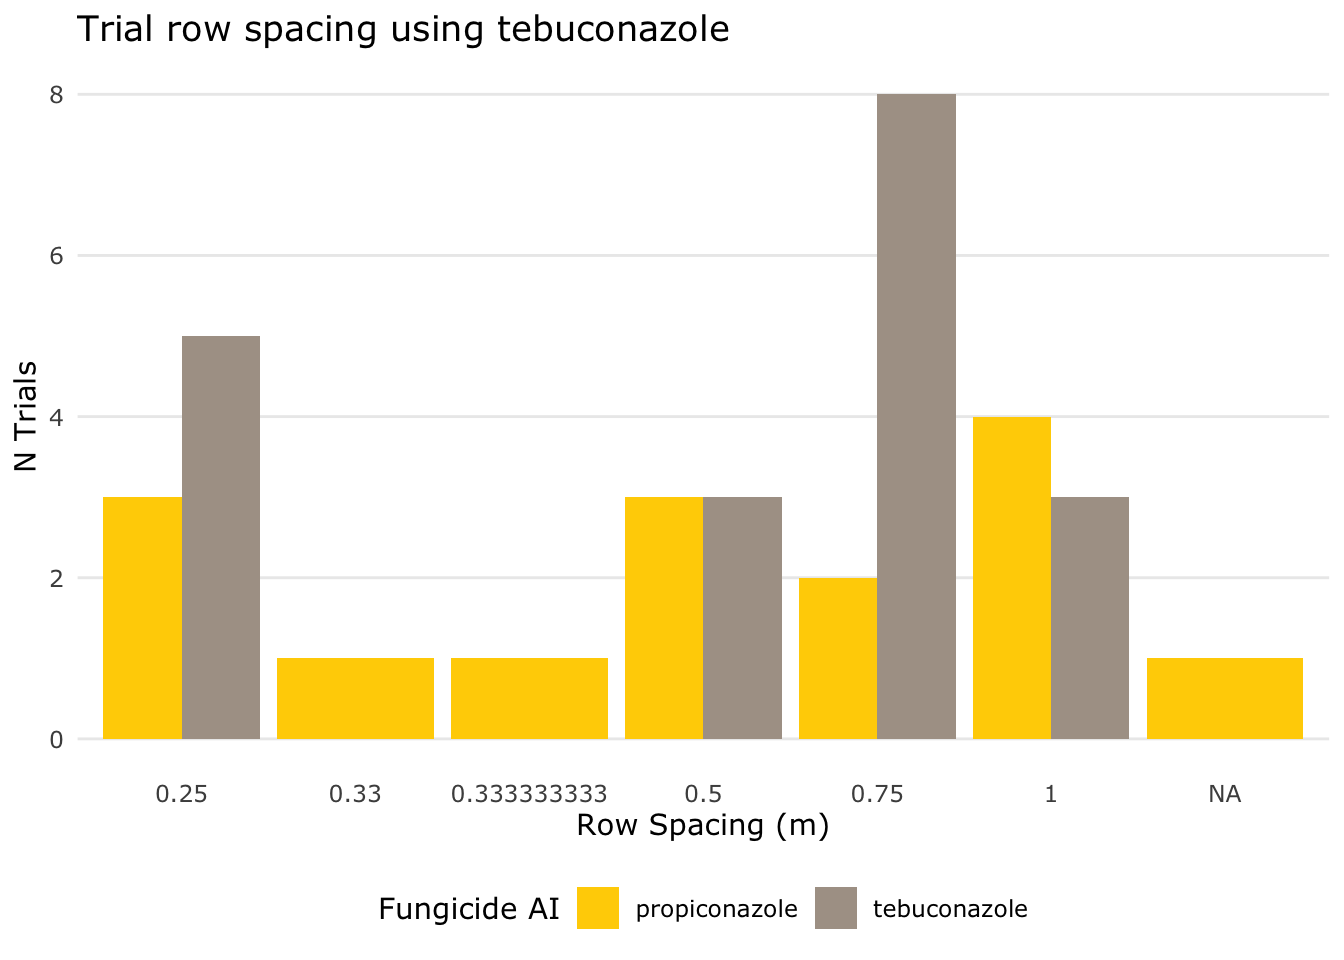 Trial row spacing using tebuconazole
8
6
4
2
0
N Trials
0.25 0.33 0.333333333 0.5 0.75 1 NA
Row Spacing (m)
Fungicide AI propiconazole tebuconazole